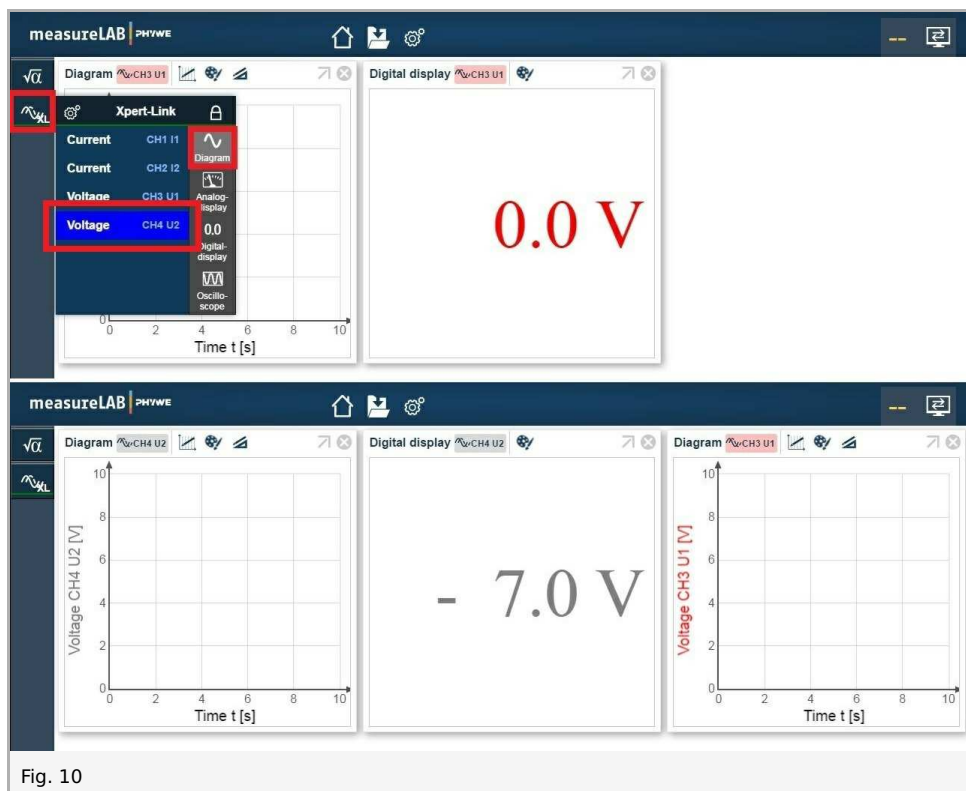 measureLAB PHYWE
--
√α Diagram CH3 U1 Digital display CH3 U1
XL Xpert-Link
Current CH1 I1
Diagram
Current CH2 I2
Voltage CH3 U1
Analog-
display
Voltage CH4 U2
0.0
Digital-
display
Oscillo-
scope
0.0 V
0
0 2 4 6 8 10
Time t [s]
measureLAB PHYWE
--
√α Diagram CH4 U2 Digital display CH4 U2 Diagram CH3 U1
XL
Voltage CH4 U2 [V]
10
8
6
4
2
0
0 2 4 6 8 10
Time t [s]
- 7.0 V
Voltage CH3 U1 [V]
10
8
6
4
2
0
0 2 4 6 8 10
Time t [s]
Fig. 10